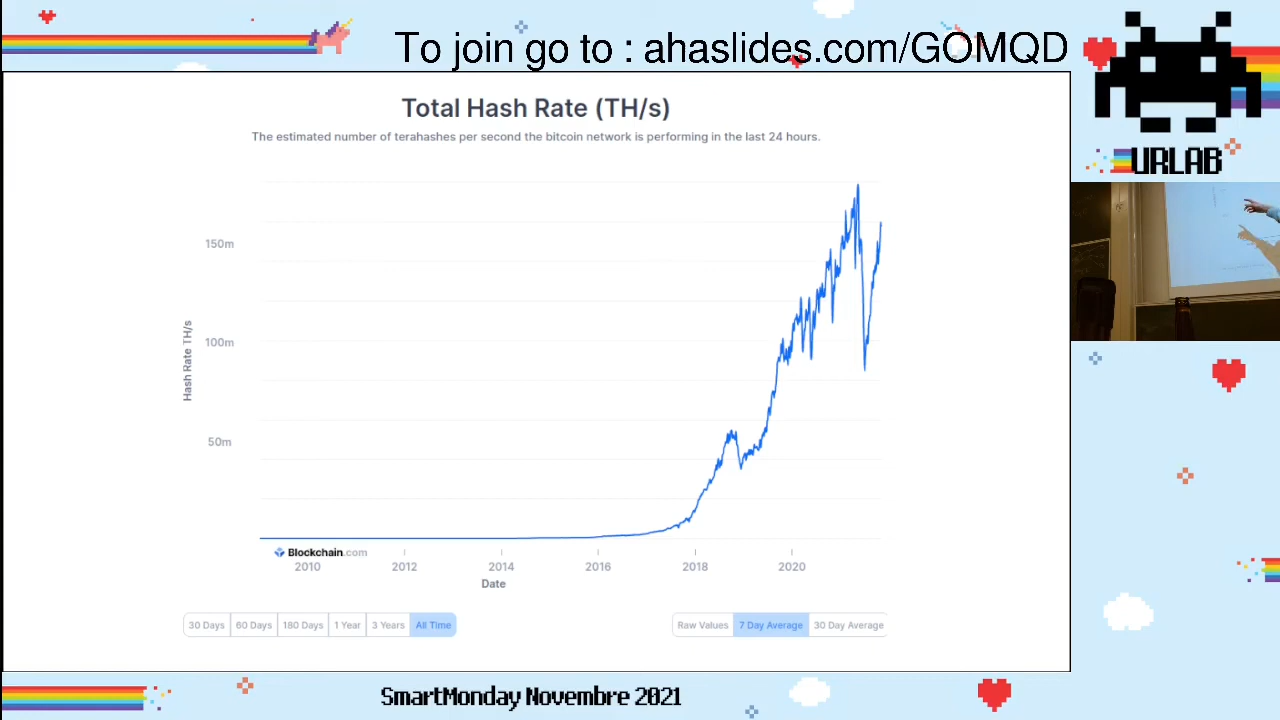 To join go to : ahaslides.com/GOMQD
URLAB
Total Hash Rate (TH/s)
The estimated number of terahashes per second the bitcoin network is performing in the last 24 hours.
150m
100m
50m
Hash Rate TH/s
Blockchain.com
2010 2012 2014 2016 2018 2020
Date
30 Days 60 Days 180 Days 1 Year 3 Years All Time
Raw Values 7 Day Average 30 Day Average
SmartMonday Novembre 2021